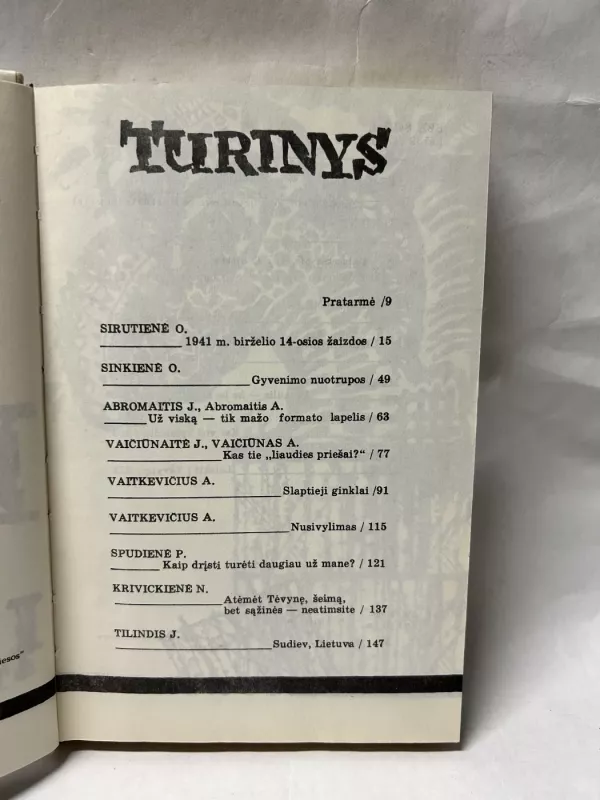 TURINYS
Pratarmė /9
SIRUTIENĖ O.
1941 m. birželio 14-osios žaizdos / 15
SINKIENĖ O.
Gyvenimo nuotrupos / 49
ABROMAITIS J., Abromaitis A.
Už viską — tik mažo formato lapelis / 63
VAIČIŪNAITĖ J., VAIČIŪNAS A.
Kas tie „liaudies priešai?“ / 77
VAITKEVIČIUS A.
Slaptieji ginklai /91
VAITKEVIČIUS A.
Nusivylimas / 115
SPUDIENĖ P.
Kaip drįsti turėti daugiau už mane? / 121
KRIVICKIENĖ N.
Atėmėt Tėvynę, šeimą,
bet sąžinės — neatimsite / 137
TILINDIS J.
Sudiev, Lietuva / 147